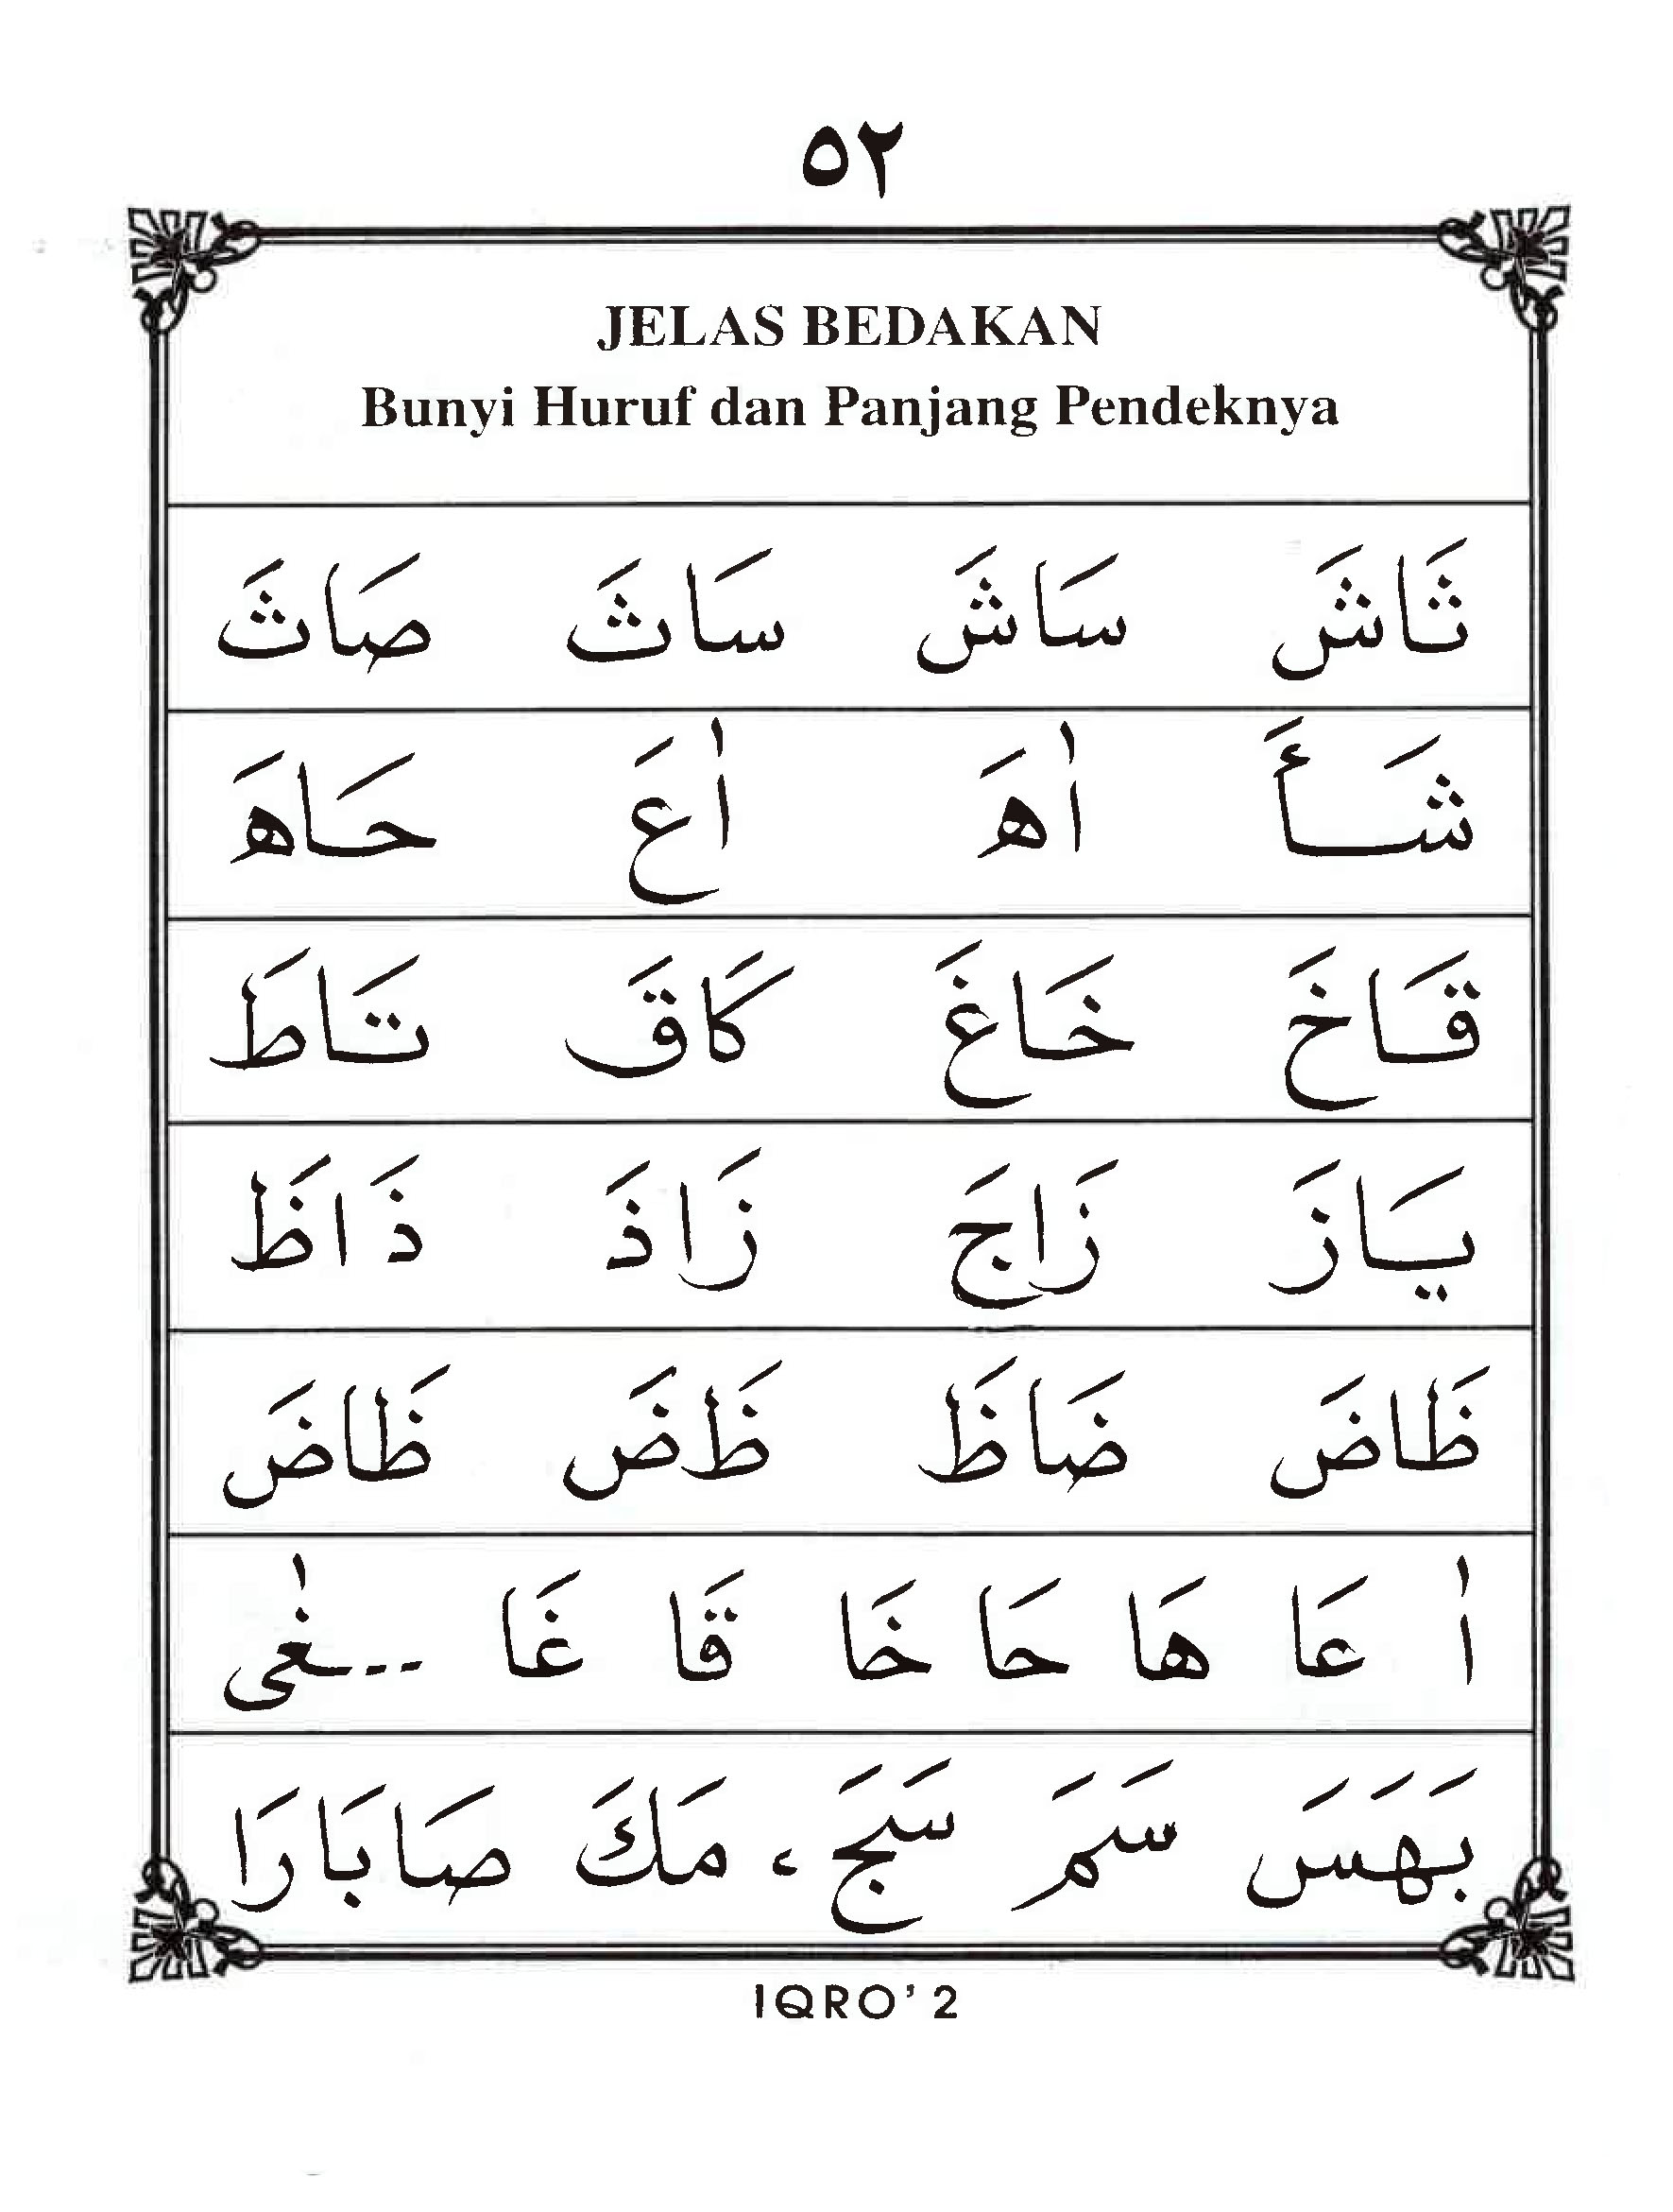 ٥٢
JELAS BEDAKAN
Bunyi Huruf dan Panjang Pendeknya
ثَاشَ سَاشَ سَاثَ صَاثَ
شَـأَ اٰهَ اٰعَ حَاهَ
قَاخَ خَاغَ كَاقَ تَاطَ
يَازَ زَاجَ زَاذَ ذَاظَ
ظَاضَ ضَاظَ ظَضَ ظَاضَ
اٰ عَا هَا حَا خَا قَا غَا ---غٰى
بَهَسَ سَمَ سَجَ، مَكَ صَابَارَا
IQRO' 2